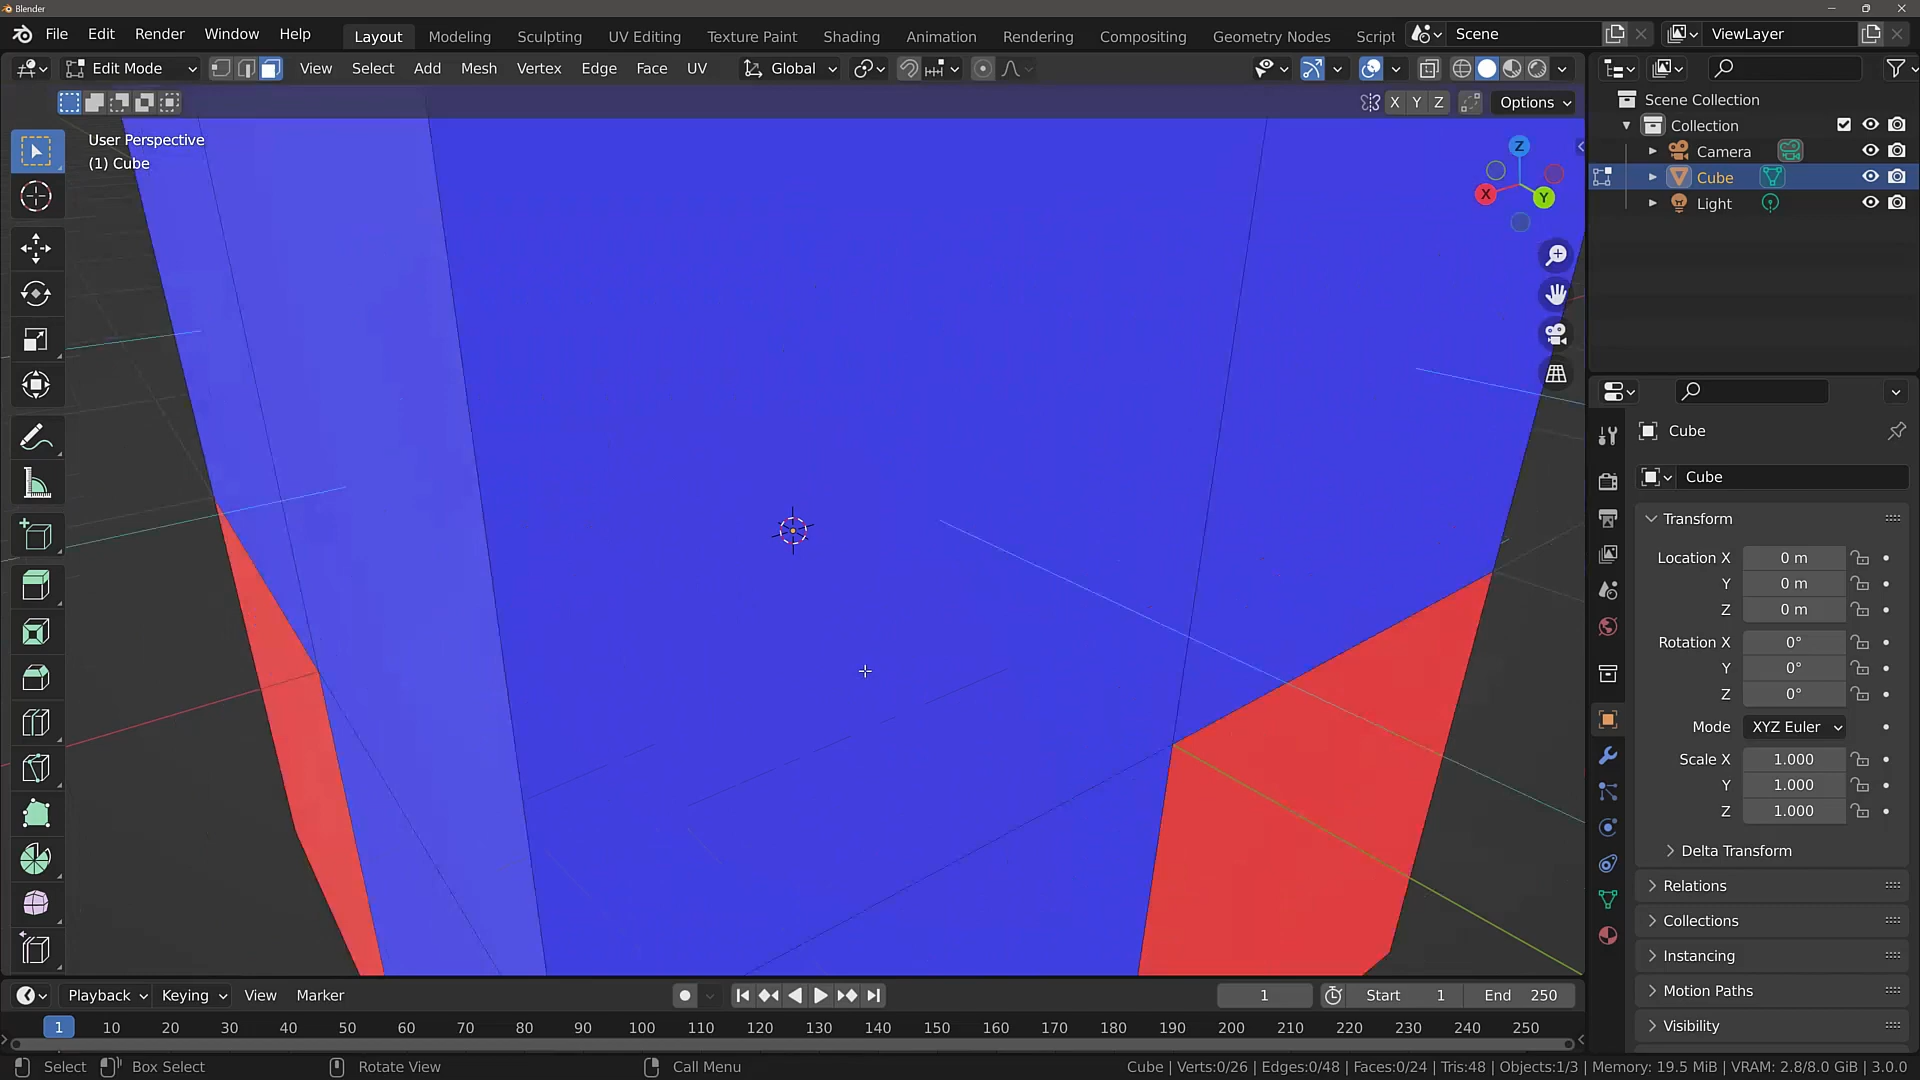 Blender
File Edit Render Window Help Layout Modeling Sculpting UV Editing Texture Paint Shading Animation Rendering Compositing Geometry Nodes Script Scene ViewLayer
Edit Mode View Select Add Mesh Vertex Edge Face UV Global
X Y Z Options
User Perspective
(1) Cube
Z
X
Y
Scene Collection
Collection
Camera
Cube
Light
Cube
Cube
Transform
Location X 0 m
Y 0 m
Z 0 m
Rotation X 0°
Y 0°
Z 0°
Mode XYZ Euler
Scale X 1.000
Y 1.000
Z 1.000
Delta Transform
Relations
Collections
Instancing
Motion Paths
Visibility
Playback Keying View Marker 1 Start 1 End 250
1 10 20 30 40 50 60 70 80 90 100 110 120 130 140 150 160 170 180 190 200 210 220 230 240 250
Select Box Select Rotate View Call Menu Cube | Verts:0/26 | Edges:0/48 | Faces:0/24 | Tris:48 | Objects:1/3 | Memory: 19.5 MiB | VRAM: 2.8/8.0 GiB | 3.0.0